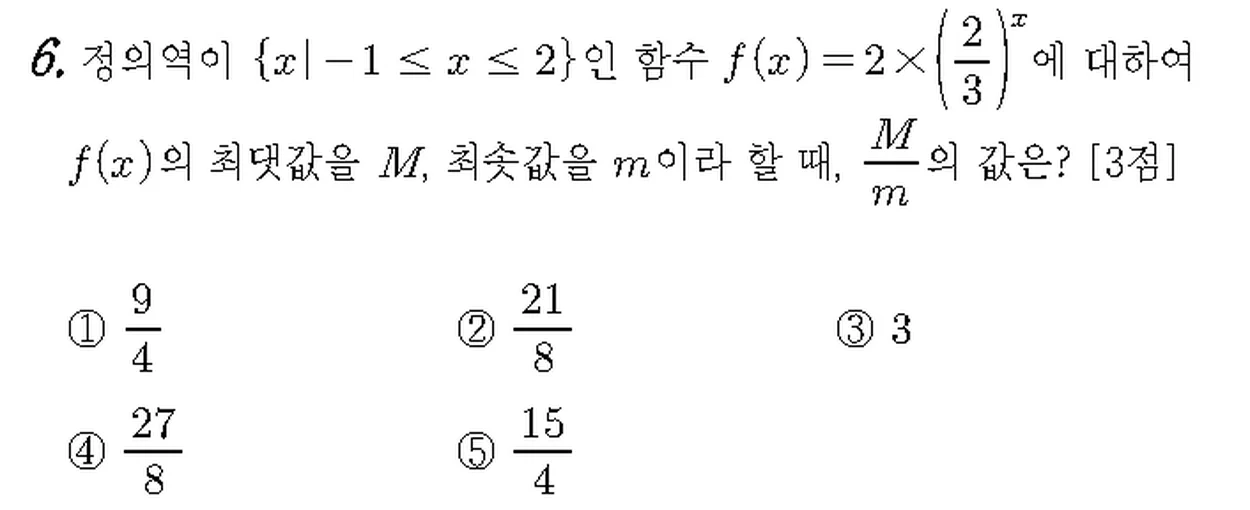 6. 정의역이 {x| −1 ≤ x ≤ 2}인 함수 f(x) = 2×(2/3)^x에 대하여
f(x)의 최댓값을 M, 최솟값을 m이라 할 때, M/m의 값은? [3점]
① 9/4 ② 21/8 ③ 3
④ 27/8 ⑤ 15/4